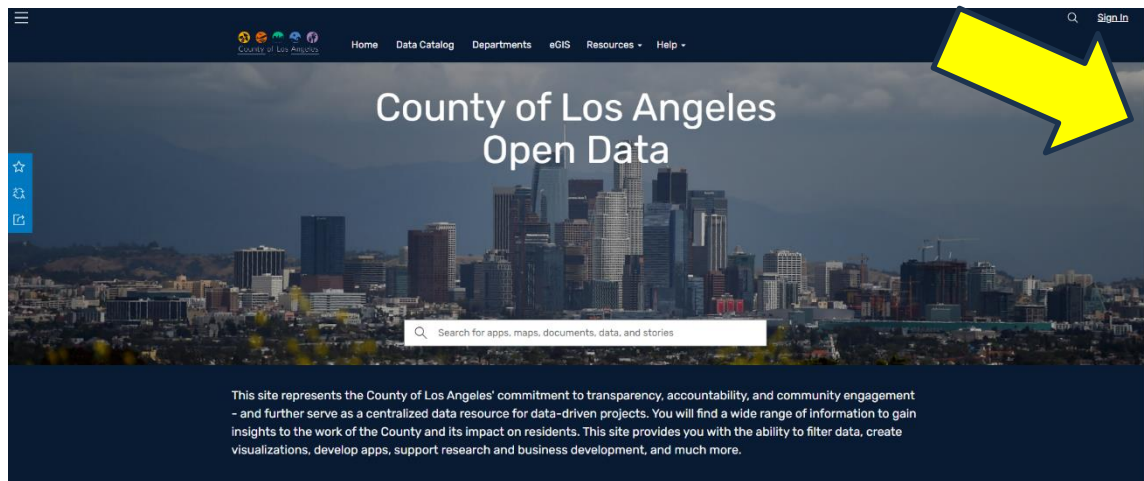 Sign In
County of Los Angeles
Home Data Catalog Departments eGIS Resources Help
County of Los Angeles
Open Data
Search for apps, maps, documents, data, and stories
This site represents the County of Los Angeles' commitment to transparency, accountability, and community engagement
- and further serve as a centralized data resource for data-driven projects. You will find a wide range of information to gain
insights to the work of the County and its impact on residents. This site provides you with the ability to filter data, create
visualizations, develop apps, support research and business development, and much more.